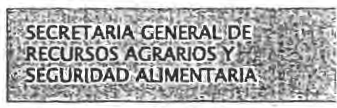 SECRETARIA GENERAL DE
RECURSOS AGRARIOS Y
SEGURIDAD ALIMENTARIA